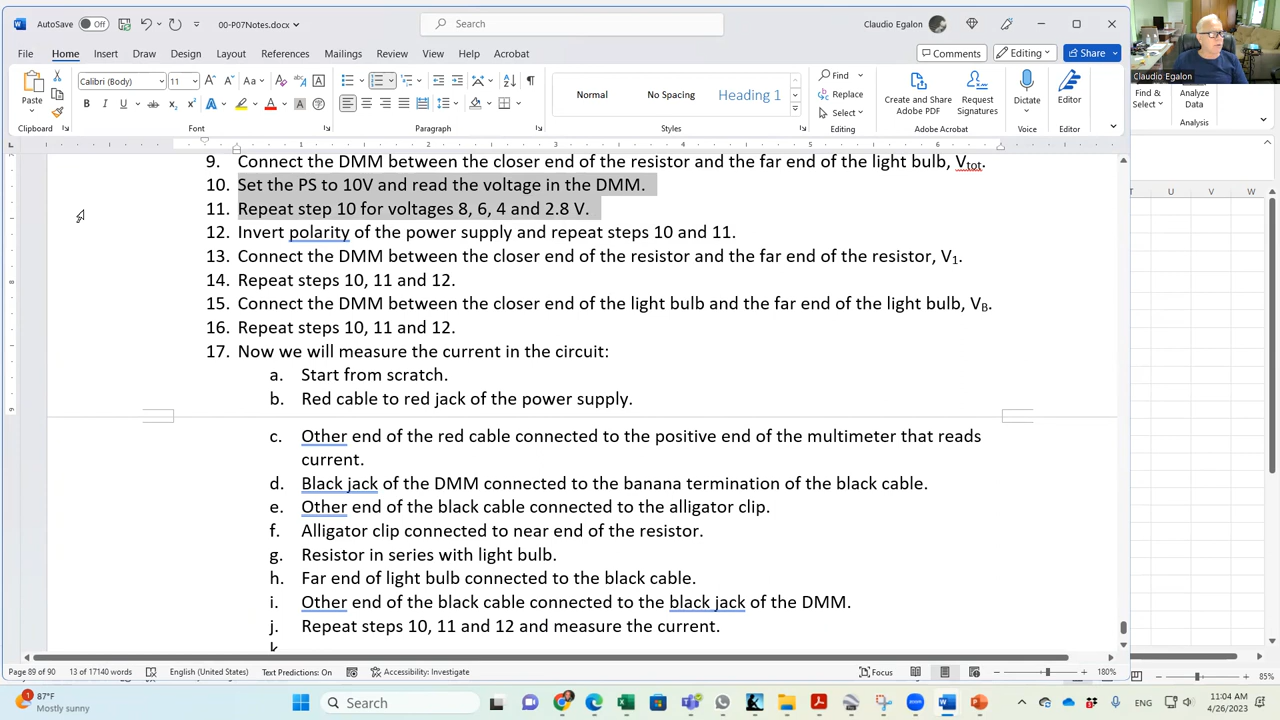 AutoSave Off 00-P07Notes.docx Search Claudio Egalon
File Home Insert Draw Design Layout References Mailings Review View Help Acrobat Comments Editing Share
Claudio Egalon
Calibri (Body) 11
Paste
Clipboard
Font
Paragraph
Normal No Spacing Heading 1
Styles
Find
Replace
Select
Editing
Create and Share
Adobe PDF
Request
Signatures
Adobe Acrobat
Dictate
Voice
Editor
Editor
Find &
Select
Analyze
Data
Analysis
T U V W
9. Connect the DMM between the closer end of the resistor and the far end of the light bulb, Vtot.
10. Set the PS to 10V and read the voltage in the DMM.
11. Repeat step 10 for voltages 8, 6, 4 and 2.8 V.
12. Invert polarity of the power supply and repeat steps 10 and 11.
13. Connect the DMM between the closer end of the resistor and the far end of the resistor, V1.
14. Repeat steps 10, 11 and 12.
15. Connect the DMM between the closer end of the light bulb and the far end of the light bulb, VB.
16. Repeat steps 10, 11 and 12.
17. Now we will measure the current in the circuit:
a. Start from scratch.
b. Red cable to red jack of the power supply.
c. Other end of the red cable connected to the positive end of the multimeter that reads
current.
d. Black jack of the DMM connected to the banana termination of the black cable.
e. Other end of the black cable connected to the alligator clip.
f. Alligator clip connected to near end of the resistor.
g. Resistor in series with light bulb.
h. Far end of light bulb connected to the black cable.
i. Other end of the black cable connected to the black jack of the DMM.
j. Repeat steps 10, 11 and 12 and measure the current.
k
Page 89 of 90 13 of 17140 words English (United States) Text Predictions: On Accessibility: Investigate Focus 180% 85%
87°F
Mostly sunny
Search
11:04 AM
4/26/2023